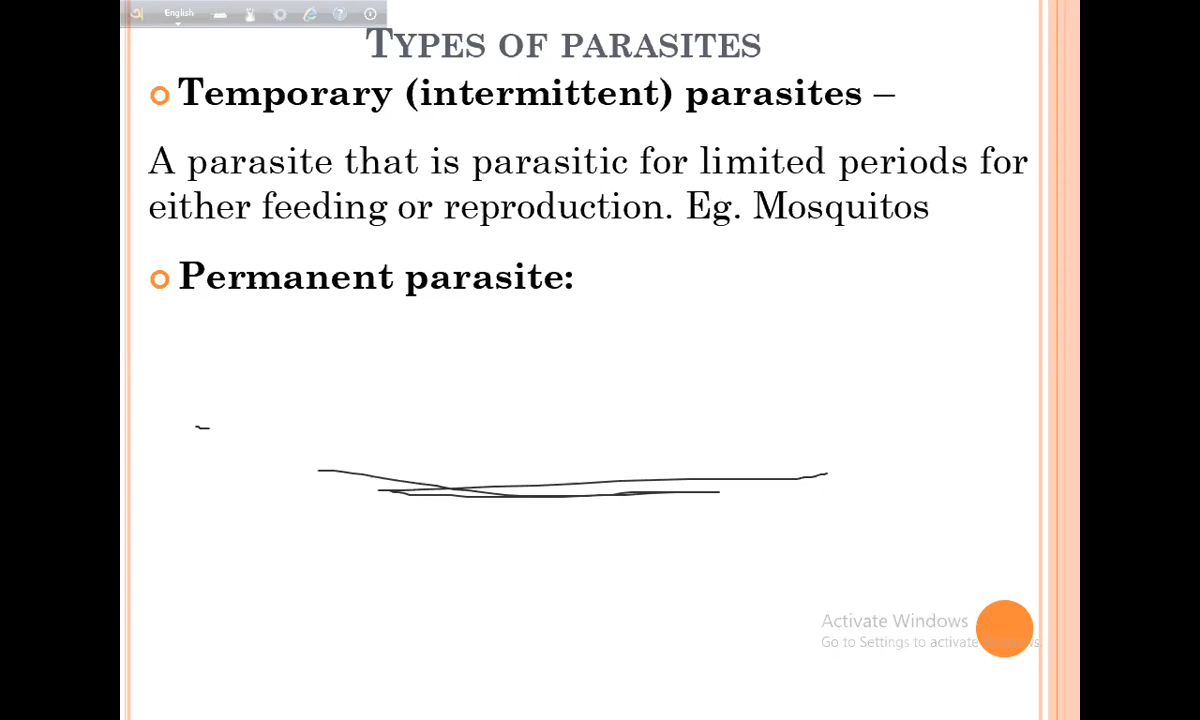 English
TYPES OF PARASITES
Temporary (intermittent) parasites –
A parasite that is parasitic for limited periods for
either feeding or reproduction. Eg. Mosquitos
Permanent parasite:
Activate Windows
Go to Settings to activate